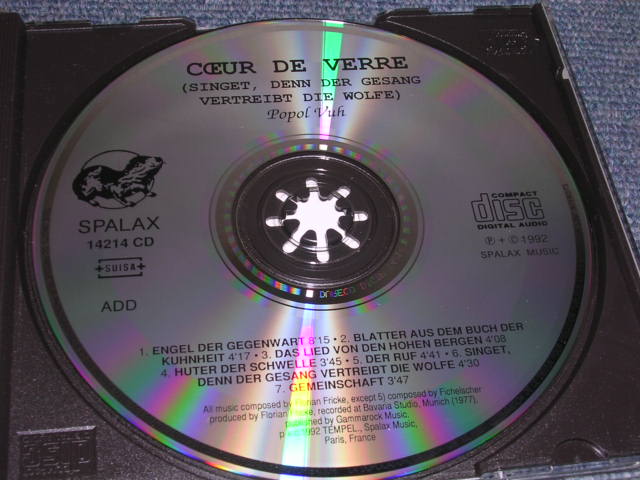 CŒUR DE VERRE
(SINGET, DENN DER GESANG
VERTREIBT DIE WOLFE)
Popol Vuh
SPALAX
14214 CD
+SUISA+
ADD
COMPACT
disc
DIGITAL AUDIO
℗ + © 1992
SPALAX MUSIC
1. ENGEL DER GEGENWART 8'15 • 2. BLATTER AUS DEM BUCH DER
KUHNHEIT 4'17 • 3. DAS LIED VON DEN HOHEN BERGEN 4'08
4. HUTER DER SCHWELLE 3'45 • 5. DER RUF 4'41 • 6. SINGET,
DENN DER GESANG VERTREIBT DIE WOLFE 4'30
7. GEMEINSCHAFT 3'47
All music composed by Florian Fricke, except 5) composed by Fichelscher
produced by Florian Fricke, recorded at Bavaria Studio, Munich (1977),
published by Gammarock Music.
1992 TEMPEL., Spalax Music,
Paris, France